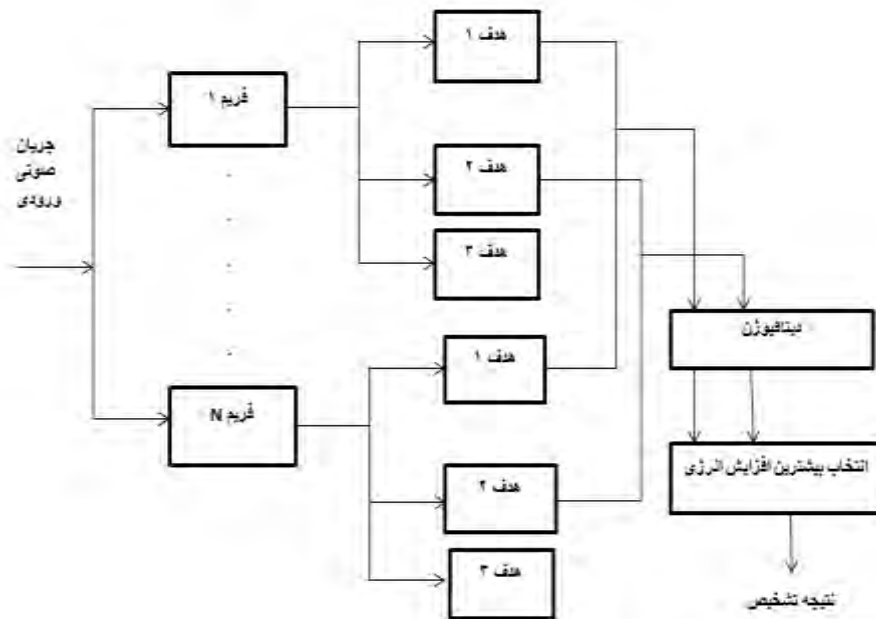 جریان
صوتی
ورودی
فریم ۱
فریم N
هدف ۱
هدف ۲
هدف ۳
هدف ۱
هدف ۲
هدف ۳
دیتافیوژن
انتخاب بیشترین افزایش انرژی
نتیجه تشخیص